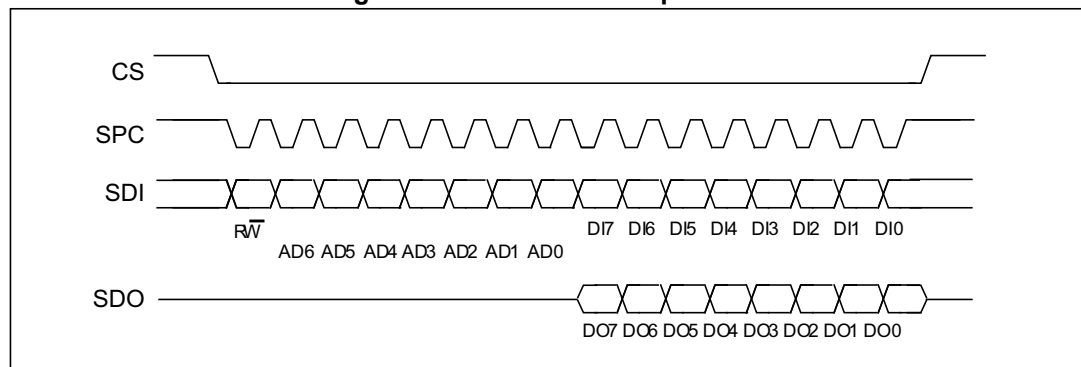 CS
SPC
SDI
RW
DI7 DI6 DI5 DI4 DI3 DI2 DI1 DI0
AD6 AD5 AD4 AD3 AD2 AD1 AD0
SDO
DO7 DO6 DO5 DO4 DO3 DO2 DO1 DO0